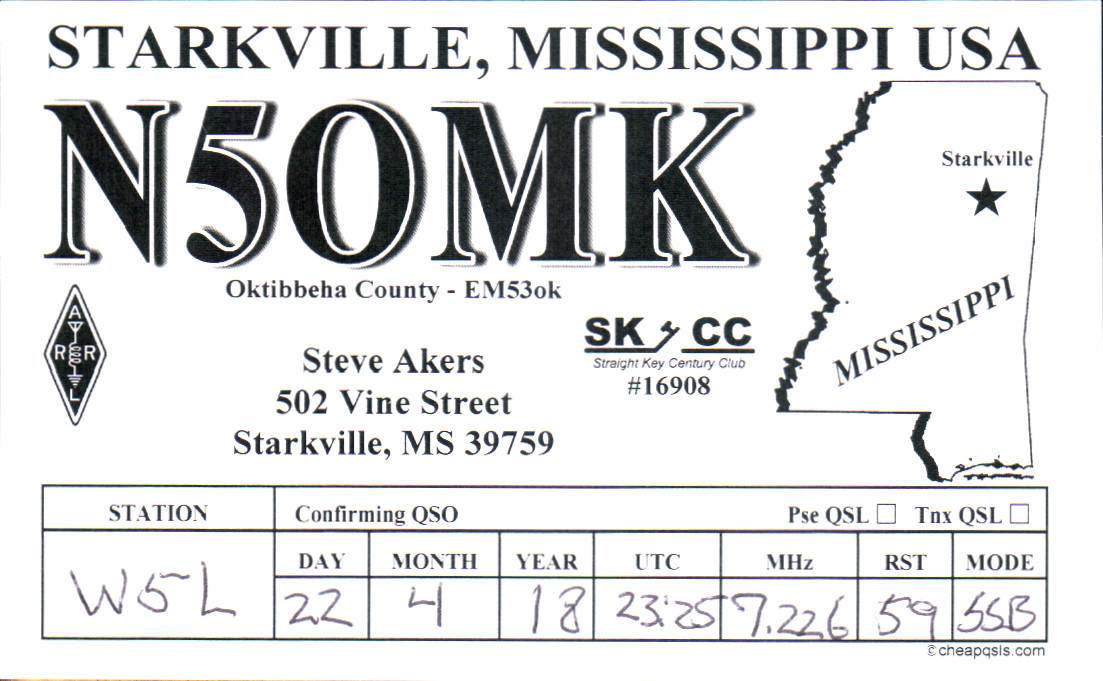 STARKVILLE, MISSISSIPPI USA
N5OMK
Starkville
MISSISSIPPI
Oktibbeha County - EM53ok
ARRL
SKCC
Straight Key Century Club
#16908
Steve Akers
502 Vine Street
Starkville, MS 39759
STATION Confirming QSO Pse QSL □ Tnx QSL □
DAY MONTH YEAR UTC MHz RST MODE
W5L 22 4 18 23:25 7.226 59 SSB
© cheapqsls.com